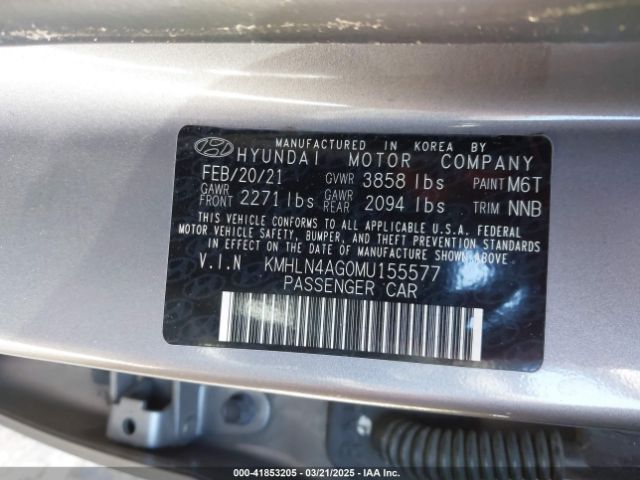 MANUFACTURED IN KOREA BY
HYUNDAI MOTOR COMPANY
FEB/20/21 GVWR 3858 lbs PAINT M6T
GAWR FRONT 2271 lbs GAWR REAR 2094 lbs TRIM NNB
THIS VEHICLE CONFORMS TO ALL APPLICABLE U.S.A. FEDERAL
MOTOR VEHICLE SAFETY, BUMPER, AND THEFT PREVENTION STANDARDS
IN EFFECT ON THE DATE OF MANUFACTURE SHOWN ABOVE.
V.I.N KMHLN4AG0MU155577
PASSENGER CAR
000-41853205 - 03/21/2025 - IAA Inc.